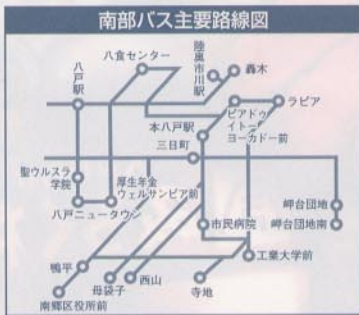 南部バス主要路線図
八食センター
陸奥市川駅
轟木
八戸駅
ラピア
本八戸駅
ピアドゥ
イトー
ヨーカドー前
三日町
聖ウルスラ
学院
厚生年金
ウェルサンピア前
八戸ニュータウン
岬台団地
市民病院
岬台団地南
鴨平
工業大学前
母袋子
西山
寺地
南郷区役所前